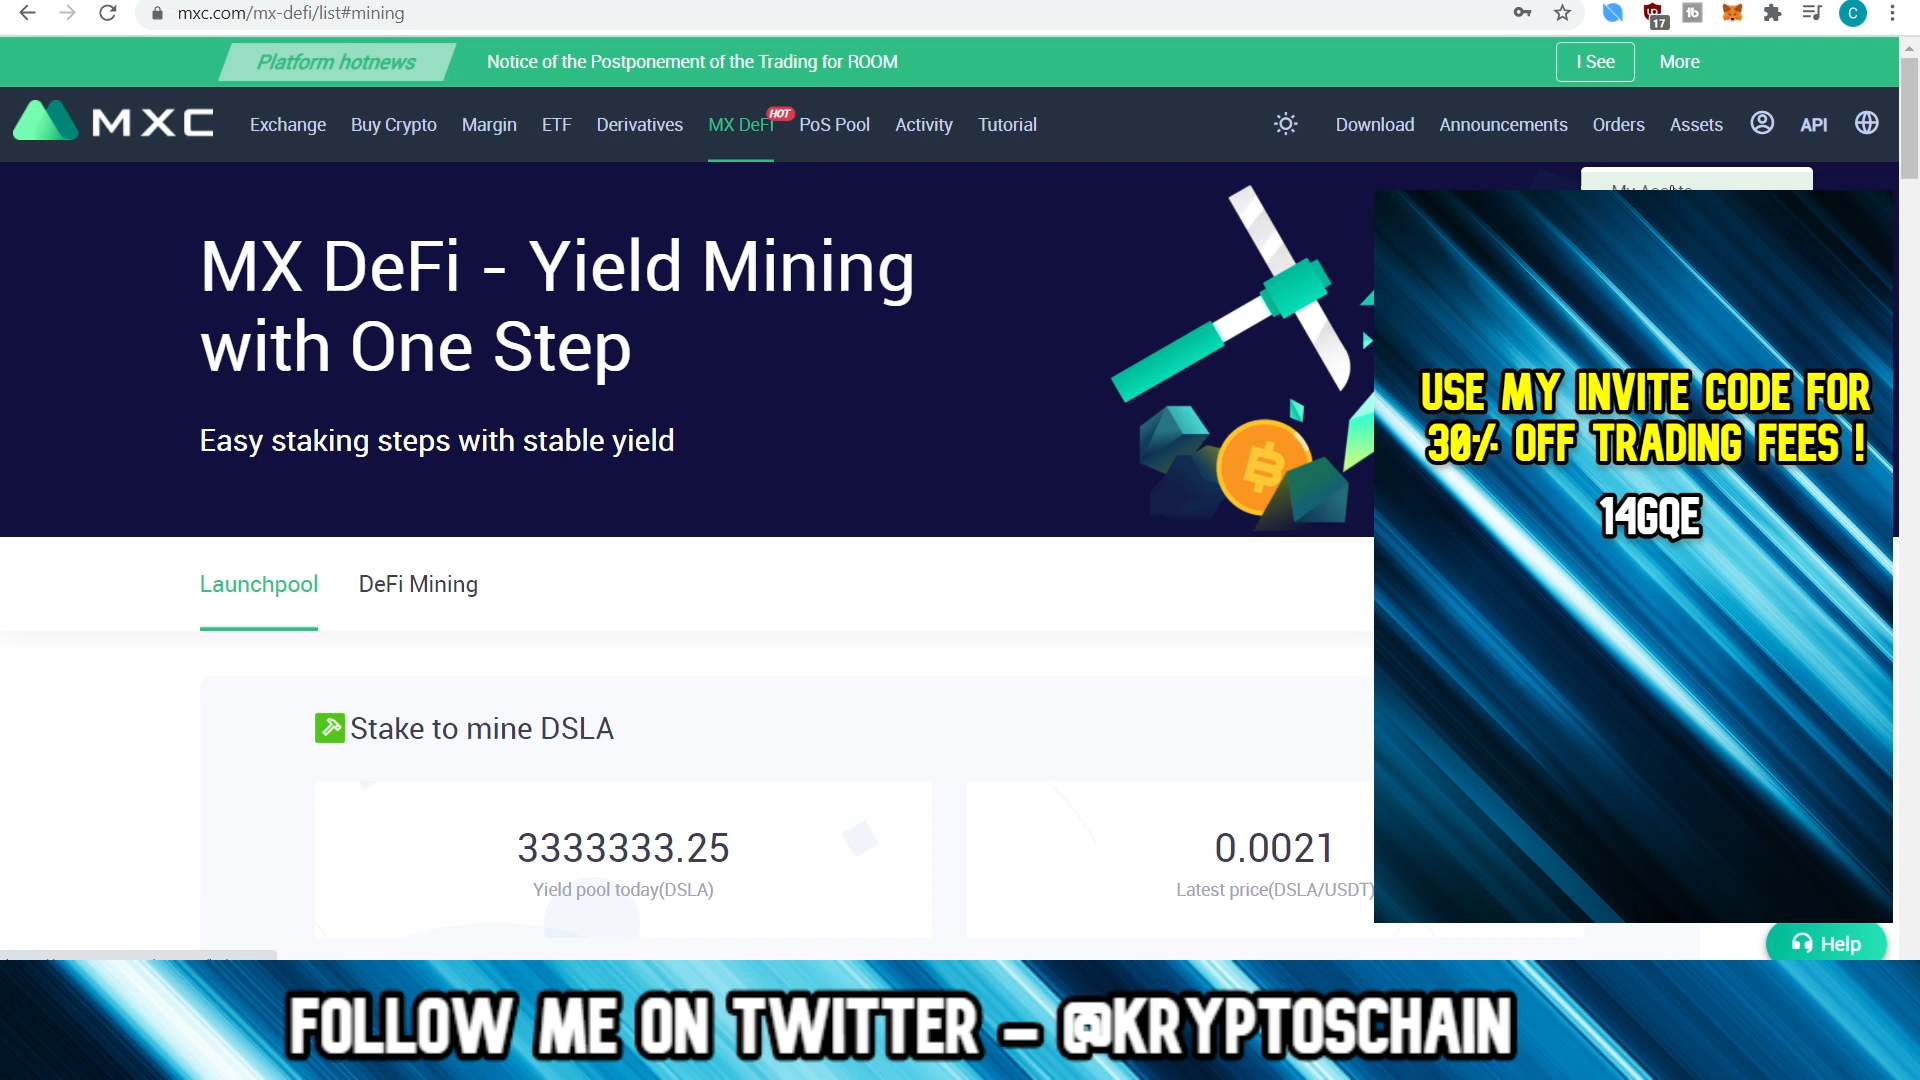 mxc.com/mx-defi/list#mining
17
C
Platform hotnews
Notice of the Postponement of the Trading for ROOM
I See
More
MXC
Exchange
Buy Crypto
Margin
ETF
Derivatives
MX DeFi
HOT
PoS Pool
Activity
Tutorial
Download
Announcements
Orders
Assets
API
My Assets
MX DeFi - Yield Mining
with One Step
Easy staking steps with stable yield
USE MY INVITE CODE FOR
30% OFF TRADING FEES !
14GQE
Launchpool
DeFi Mining
Stake to mine DSLA
3333333.25
Yield pool today(DSLA)
0.0021
Latest price(DSLA/USDT)
Help
FOLLOW ME ON TWITTER – @KRYPTOSCHAIN